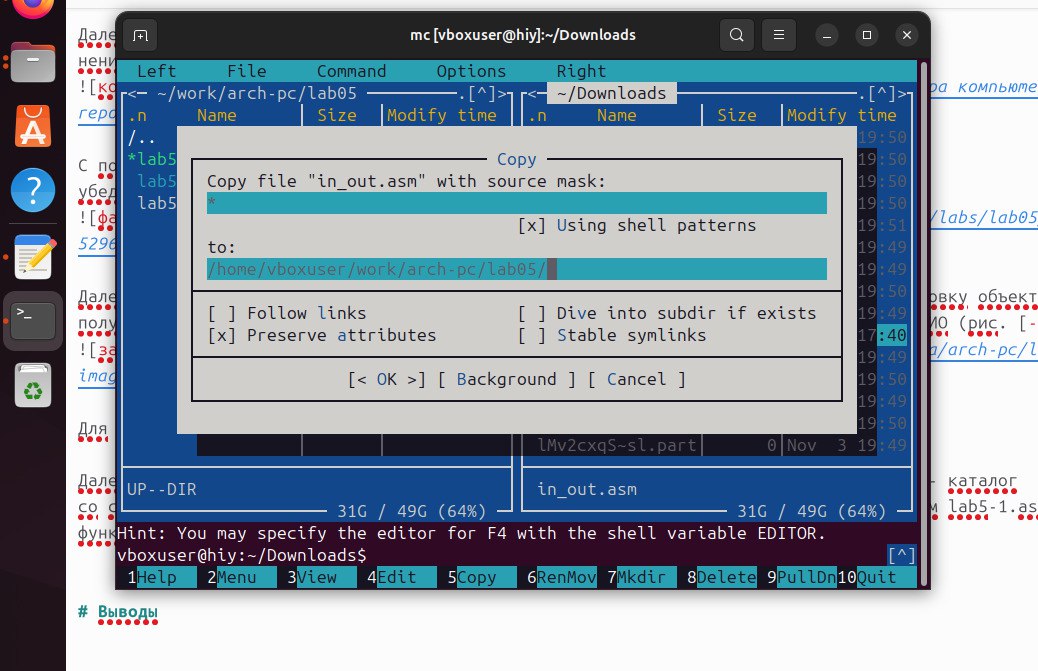 mc [vboxuser@hiy]:~/Downloads
Left File Command Options Right
<─ ~/work/arch-pc/lab05 ─.[^]> <─ ~/Downloads ─.[^]>
.n Name Size Modify time .n Name Size Modify time
/..
*lab5
lab5
lab5
19:50
19:50
19:50
19:50
19:51
19:49
19:49
19:50
19:49
17:40
19:49
19:50
19:49
19:50
Copy
Copy file "in_out.asm" with source mask:
*
[x] Using shell patterns
to:
/home/vboxuser/work/arch-pc/lab05/
[ ] Follow links [ ] Dive into subdir if exists
[x] Preserve attributes [ ] Stable symlinks
[< OK >] [ Background ] [ Cancel ]
lMv2cxqS~sl.part 0 Nov 3 19:49
UP--DIR in_out.asm
31G / 49G (64%) 31G / 49G (64%)
Hint: You may specify the editor for F4 with the shell variable EDITOR.
vboxuser@hiy:~/Downloads$ [^]
1Help 2Menu 3View 4Edit 5Copy 6RenMov 7Mkdir 8Delete 9PullDn 10Quit
Дале
нени
![ко ра компьюте
геро
С по
убед
![фа /labs/lab05
5296
Дале овку объект
полу МО (рис. [-
![за a/arch-pc/l
imag
Для
Дале каталог
со с м lab5-1.as
функ
# Выводы